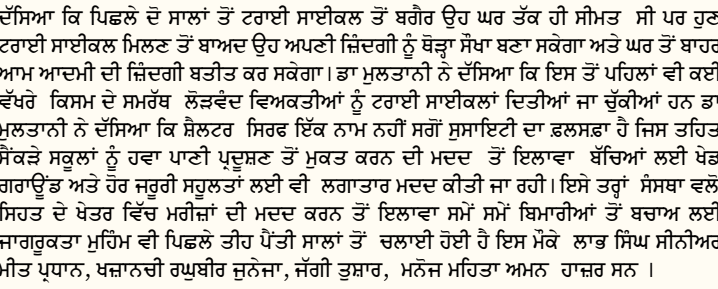 ਦੱਸਿਆ ਕਿ ਪਿਛਲੇ ਦੋ ਸਾਲਾਂ ਤੋਂ ਟਰਾਈ ਸਾਈਕਲ ਤੋਂ ਬਗੈਰ ਉਹ ਘਰ ਤੱਕ ਹੀ ਸੀਮਤ ਸੀ ਪਰ ਹੁਣ
ਟਰਾਈ ਸਾਈਕਲ ਮਿਲਣ ਤੋਂ ਬਾਅਦ ਉਹ ਅਪਣੀ ਜ਼ਿੰਦਗੀ ਨੂੰ ਥੋੜ੍ਹਾ ਸੌਖਾ ਬਣਾ ਸਕੇਗਾ ਅਤੇ ਘਰ ਤੋਂ ਬਾਹਰ
ਆਮ ਆਦਮੀ ਦੀ ਜ਼ਿੰਦਗੀ ਬਤੀਤ ਕਰ ਸਕੇਗਾ। ਡਾ ਮੁਲਤਾਨੀ ਨੇ ਦੱਸਿਆ ਕਿ ਇਸ ਤੋਂ ਪਹਿਲਾਂ ਵੀ ਕਈ
ਵੱਖਰੇ ਕਿਸਮ ਦੇ ਸਮਰੱਥ ਲੋੜਵੰਦ ਵਿਅਕਤੀਆਂ ਨੂੰ ਟਰਾਈ ਸਾਈਕਲਾਂ ਦਿਤੀਆਂ ਜਾ ਚੁੱਕੀਆਂ ਹਨ ਡਾ
ਮੁਲਤਾਨੀ ਨੇ ਦੱਸਿਆ ਕਿ ਸ਼ੈਲਟਰ ਸਿਰਫ ਇੱਕ ਨਾਮ ਨਹੀਂ ਸਗੋਂ ਸੁਸਾਇਟੀ ਦਾ ਫ਼ਲਸਫ਼ਾ ਹੈ ਜਿਸ ਤਹਿਤ
ਸੈਂਕੜੇ ਸਕੂਲਾਂ ਨੂੰ ਹਵਾ ਪਾਣੀ ਪ੍ਰਦੂਸ਼ਣ ਤੋਂ ਮੁਕਤ ਕਰਨ ਦੀ ਮਦਦ ਤੋਂ ਇਲਾਵਾ ਬੱਚਿਆਂ ਲਈ ਖੇਡ
ਗਰਾਊਂਡ ਅਤੇ ਹੋਰ ਜਰੂਰੀ ਸਹੂਲਤਾਂ ਲਈ ਵੀ ਲਗਾਤਾਰ ਮਦਦ ਕੀਤੀ ਜਾ ਰਹੀ। ਇਸੇ ਤਰ੍ਹਾਂ ਸੰਸਥਾ ਵਲੋਂ
ਸਿਹਤ ਦੇ ਖੇਤਰ ਵਿੱਚ ਮਰੀਜ਼ਾਂ ਦੀ ਮਦਦ ਕਰਨ ਤੋਂ ਇਲਾਵਾ ਸਮੇਂ ਸਮੇਂ ਬਿਮਾਰੀਆਂ ਤੋਂ ਬਚਾਅ ਲਈ
ਜਾਗਰੂਕਤਾ ਮੁਹਿੰਮ ਵੀ ਪਿਛਲੇ ਤੀਹ ਪੈਂਤੀ ਸਾਲਾਂ ਤੋਂ ਚਲਾਈ ਹੋਈ ਹੈ ਇਸ ਮੌਕੇ ਲਾਭ ਸਿੰਘ ਸੀਨੀਅਰ
ਮੀਤ ਪ੍ਰਧਾਨ, ਖਜ਼ਾਨਚੀ ਰਘੁਬੀਰ ਜੁਨੇਜਾ, ਜੱਗੀ ਤੁਸ਼ਾਰ, ਮਨੋਜ ਮਹਿਤਾ ਅਮਨ ਹਾਜ਼ਰ ਸਨ ।